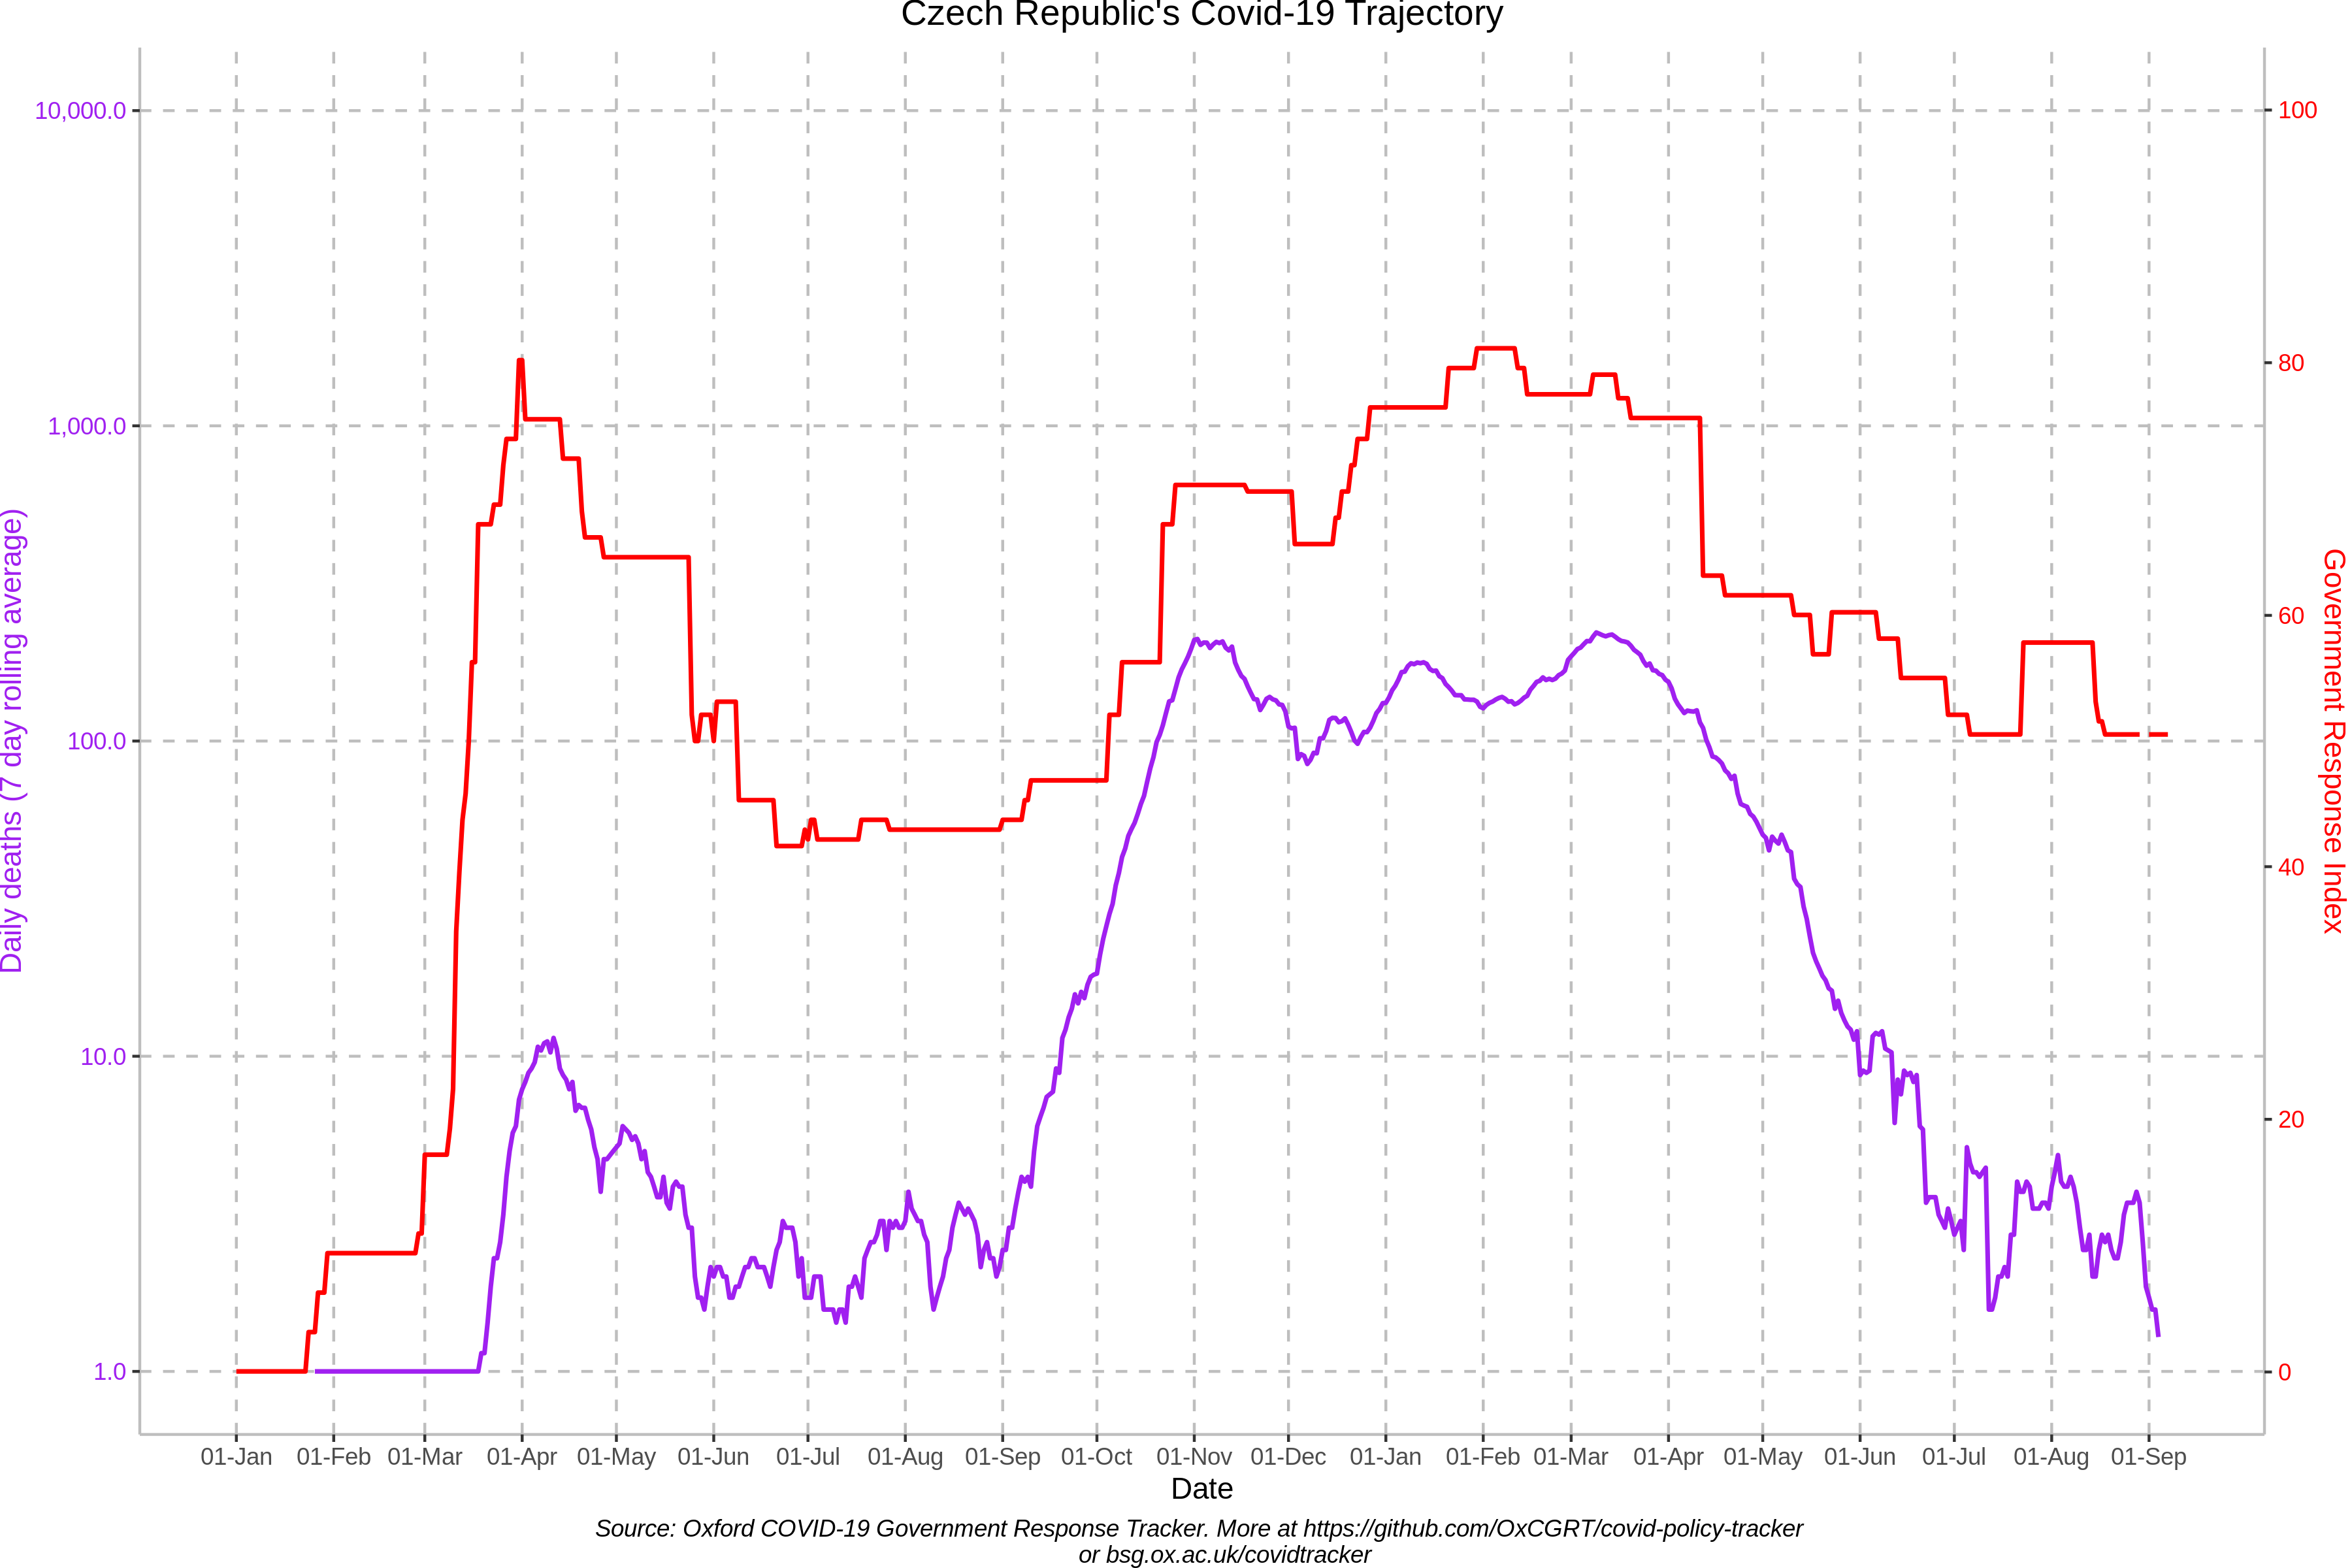 Czech Republic's Covid-19 Trajectory
10,000.0
1,000.0
100.0
10.0
1.0
Daily deaths (7 day rolling average)
100
80
60
40
20
0
Government Response Index
01-Jan 01-Feb 01-Mar 01-Apr 01-May 01-Jun 01-Jul 01-Aug 01-Sep 01-Oct 01-Nov 01-Dec 01-Jan 01-Feb 01-Mar 01-Apr 01-May 01-Jun 01-Jul 01-Aug 01-Sep
Date
Source: Oxford COVID-19 Government Response Tracker. More at https://github.com/OxCGRT/covid-policy-tracker
or bsg.ox.ac.uk/covidtracker